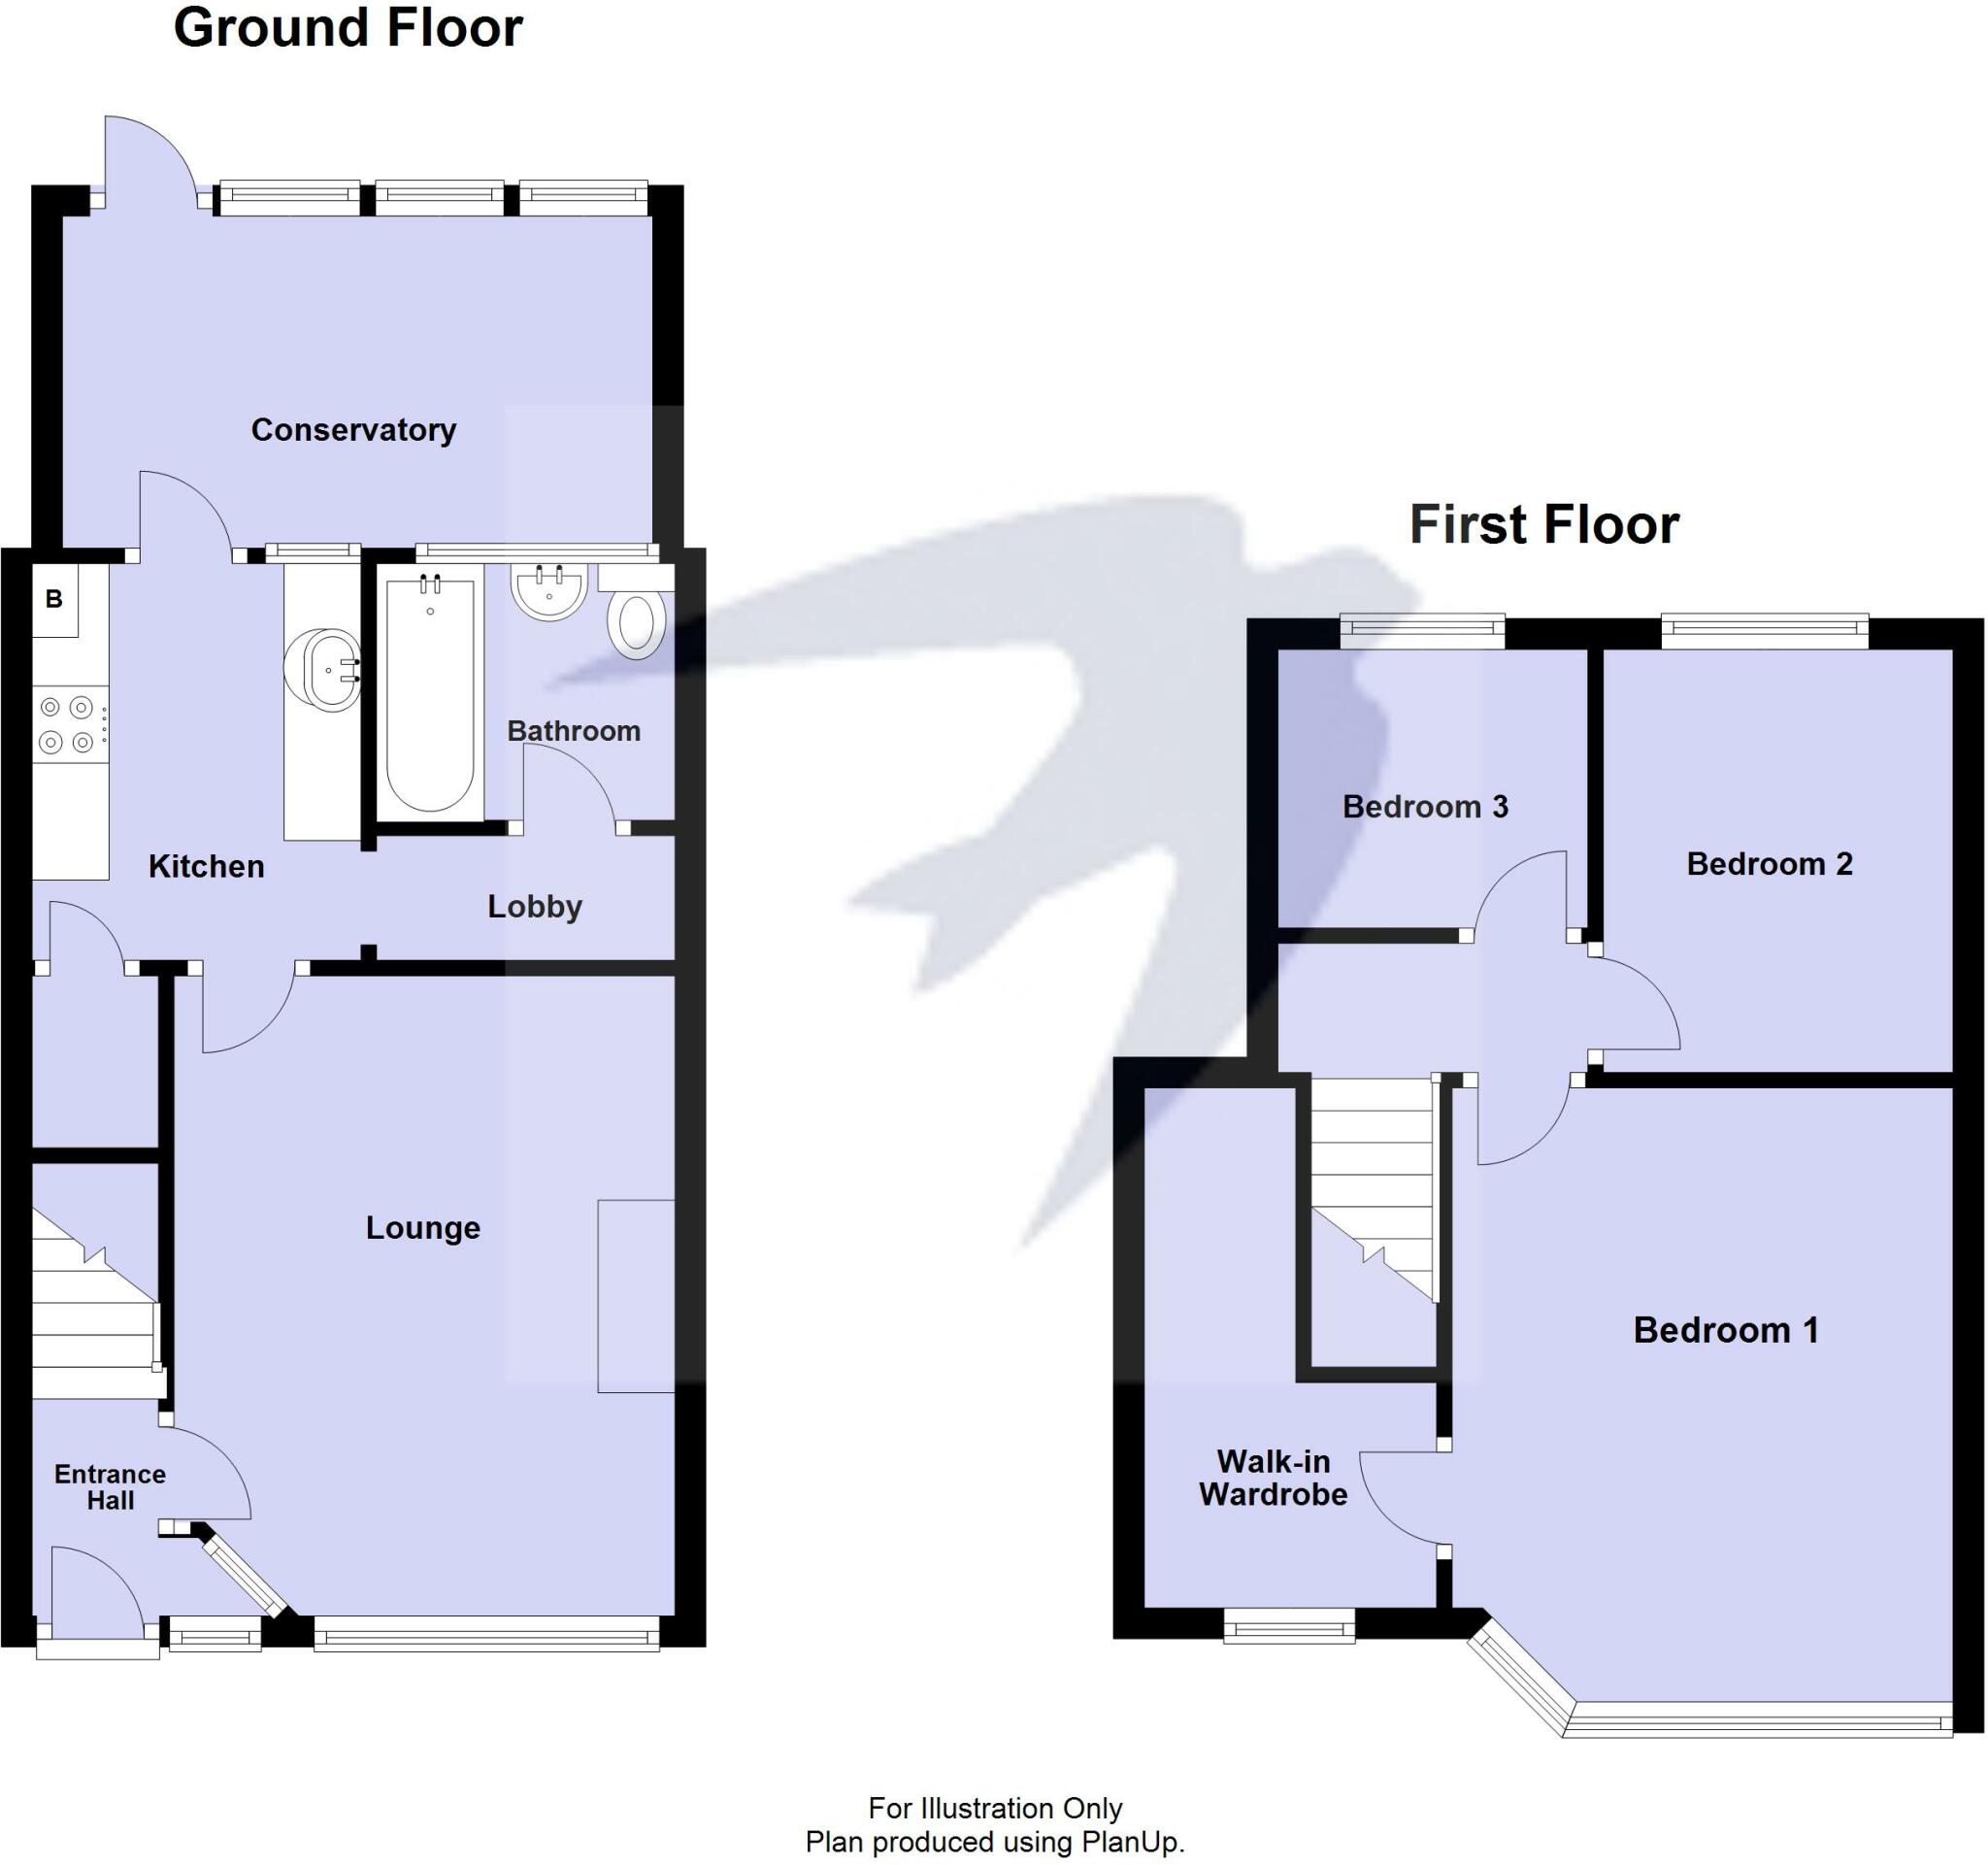 Ground Floor
Conservatory
B
Bathroom
Kitchen
Lobby
Lounge
Entrance
Hall
First Floor
Bedroom 3
Bedroom 2
Bedroom 1
Walk-in
Wardrobe
For Illustration Only
Plan produced using PlanUp.